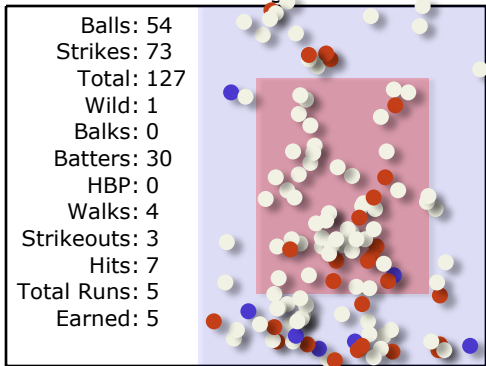 Balls: 54
Strikes: 73
Total: 127
Wild: 1
Balks: 0
Batters: 30
HBP: 0
Walks: 4
Strikeouts: 3
Hits: 7
Total Runs: 5
Earned: 5